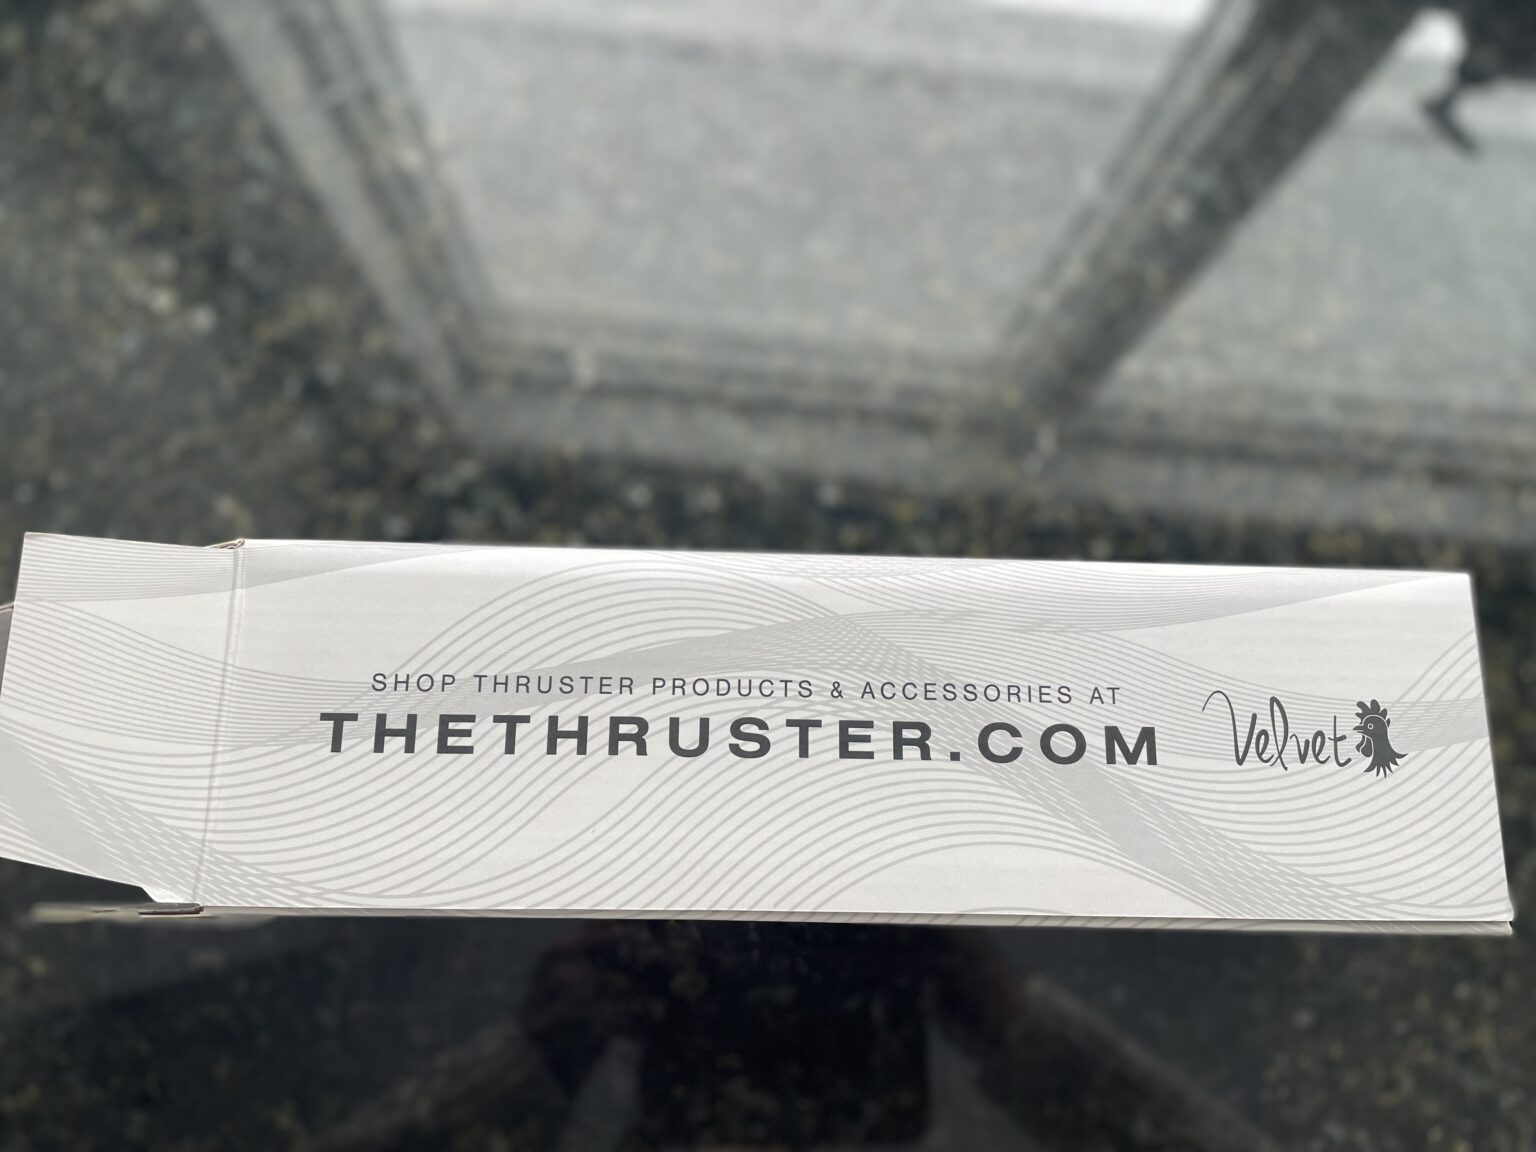 SHOP THRUSTER PRODUCTS & ACCESSORIES AT
THETHRUSTER.COM
Velvet